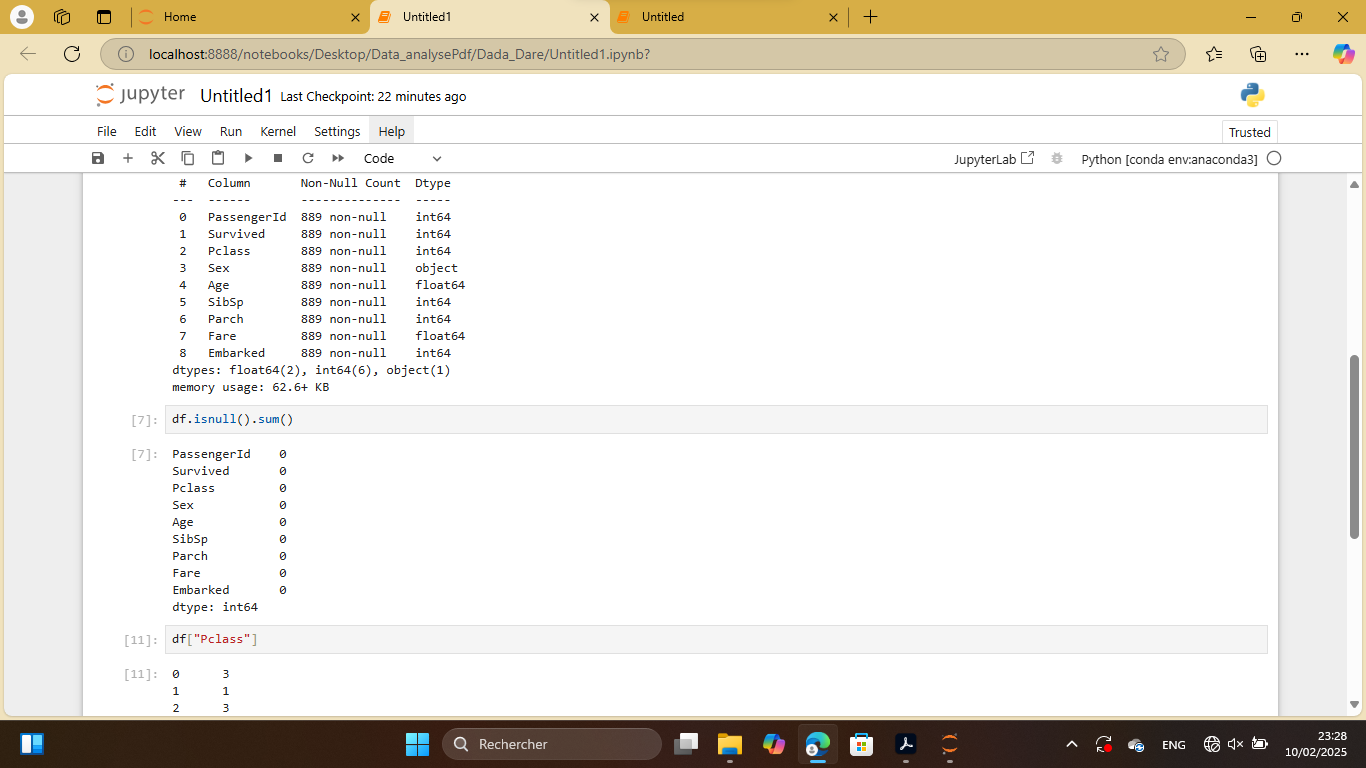 Home
Untitled1
Untitled
localhost:8888/notebooks/Desktop/Data_analysePdf/Dada_Dare/Untitled1.ipynb?
jupyter Untitled1 Last Checkpoint: 22 minutes ago
File Edit View Run Kernel Settings Help Trusted
Code JupyterLab Python [conda env:anaconda3]
# Column Non-Null Count Dtype
--- ------ -------------- -----
0 PassengerId 889 non-null int64
1 Survived 889 non-null int64
2 Pclass 889 non-null int64
3 Sex 889 non-null object
4 Age 889 non-null float64
5 SibSp 889 non-null int64
6 Parch 889 non-null int64
7 Fare 889 non-null float64
8 Embarked 889 non-null int64
dtypes: float64(2), int64(6), object(1)
memory usage: 62.6+ KB
[7]: df.isnull().sum()
[7]: PassengerId 0
Survived 0
Pclass 0
Sex 0
Age 0
SibSp 0
Parch 0
Fare 0
Embarked 0
dtype: int64
[11]: df["Pclass"]
[11]: 0 3
1 1
2 3
Rechercher
ENG
23:28
10/02/2025